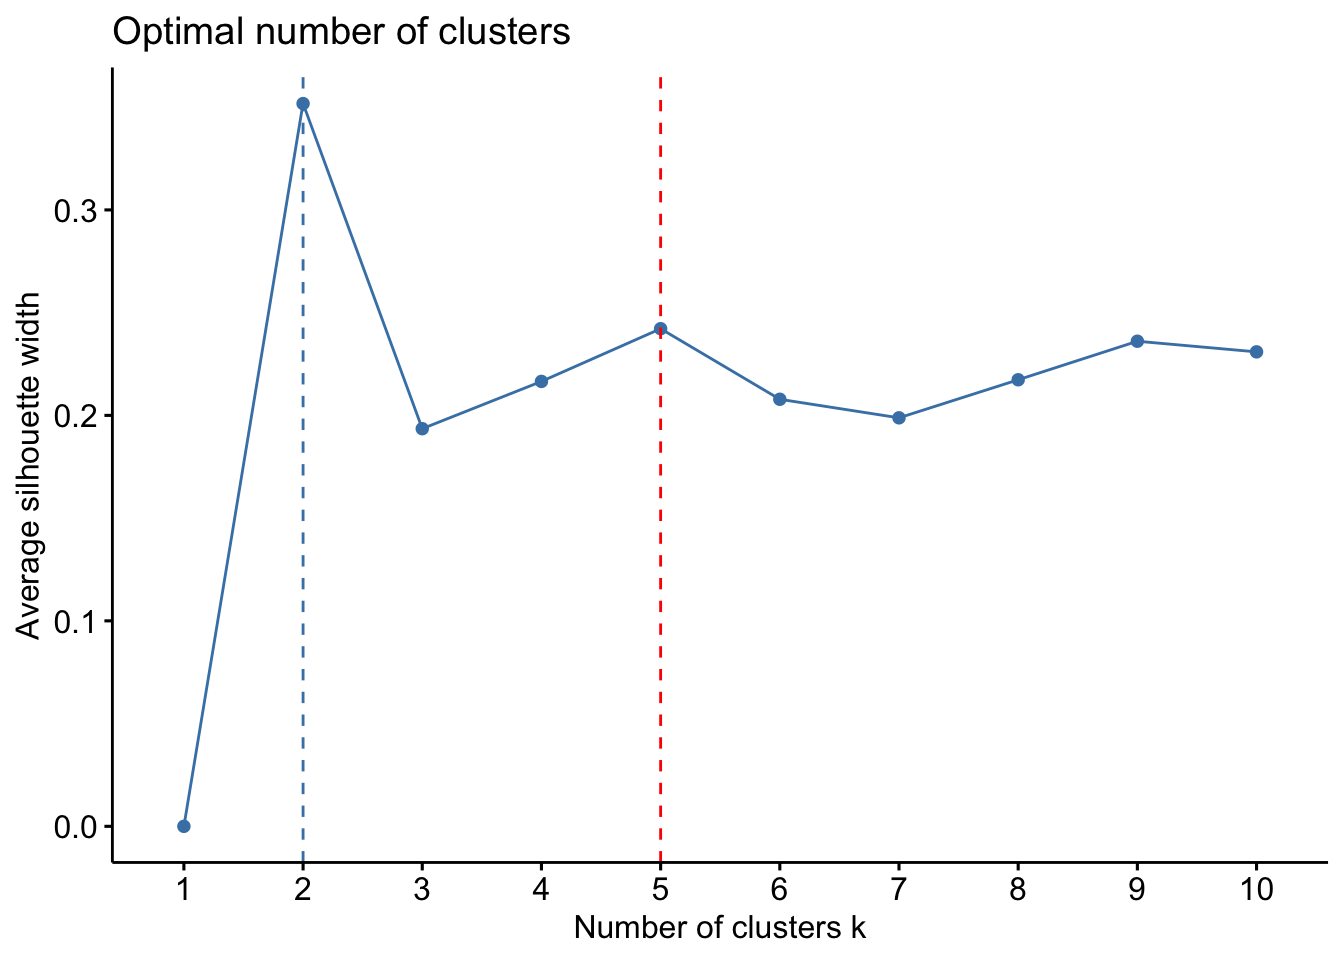 Optimal number of clusters
Average silhouette width
0.3
0.2
0.1
0.0
1 2 3 4 5 6 7 8 9 10
Number of clusters k